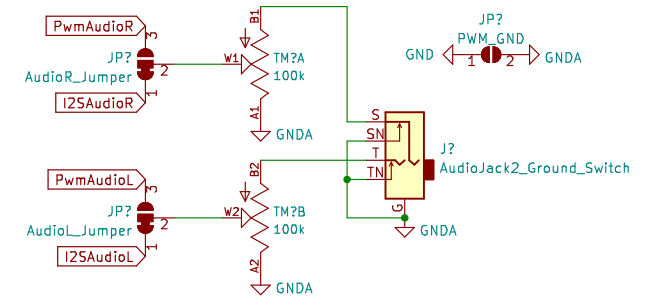 PwmAudioR
3
JP?
AudioR_Jumper
2
1
I2SAudioR
B1
W1
TM?A
100k
A1
GNDA
JP?
PWM_GND
GND
1
2
GNDA
S
SN
T
TN
G
J?
AudioJack2_Ground_Switch
GNDA
PwmAudioL
3
JP?
AudioL_Jumper
2
1
I2SAudioL
B2
W2
TM?B
100k
A2
GNDA